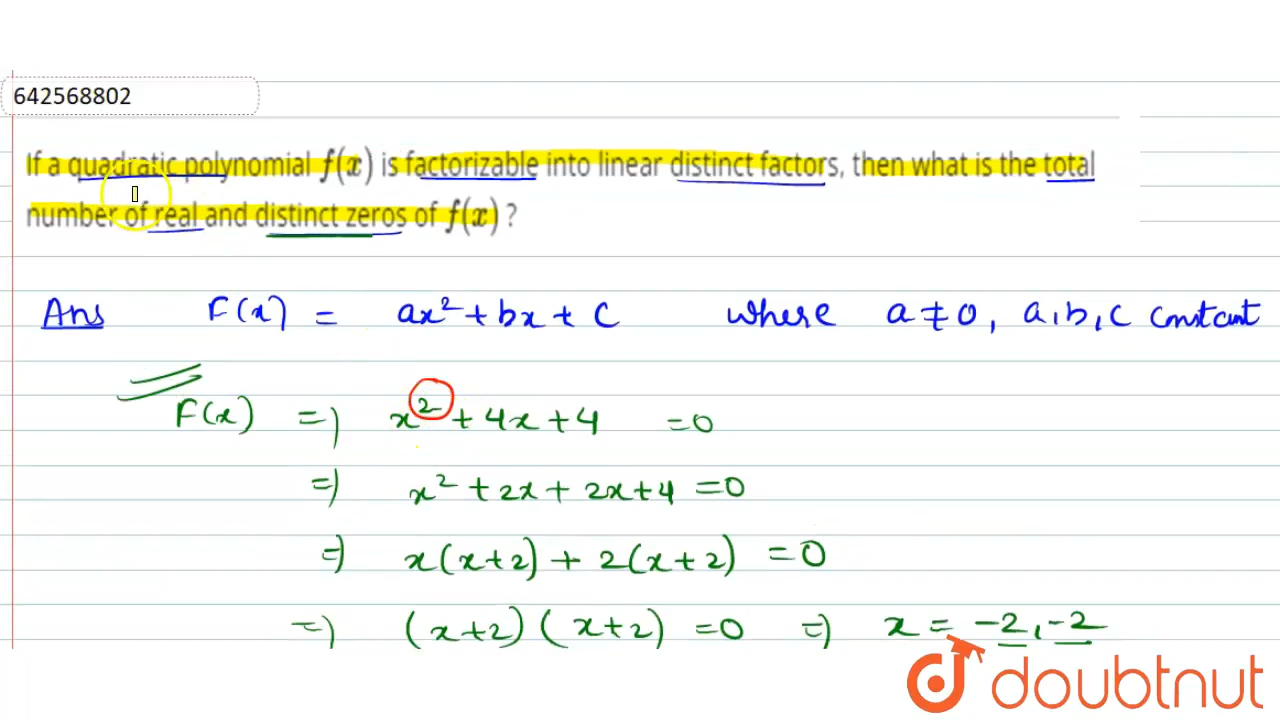 642568802
If a quadratic polynomial f(x) is factorizable into linear distinct factors, then what is the total
number of real and distinct zeros of f(x) ?
Ans F(x) = ax² + bx + c where a ≠ 0, a, b, c constant
F(x) => x² + 4x + 4 = 0
=> x² + 2x + 2x + 4 = 0
=> x(x+2) + 2(x+2) = 0
=> (x+2)(x+2) = 0 => x = -2, -2
doubtnut